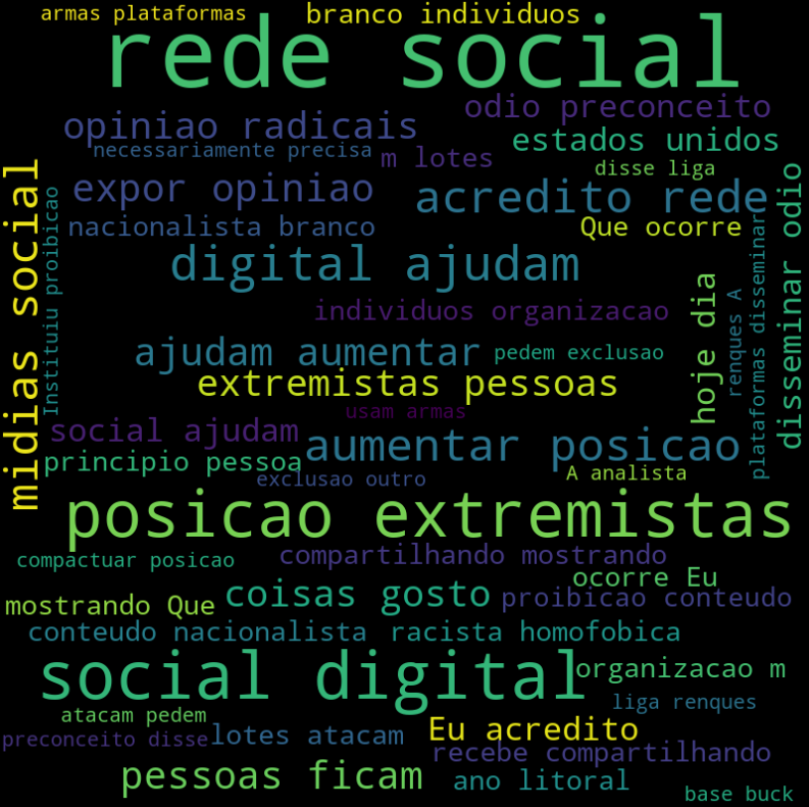 armas plataformas
branco individuos
rede social
odio preconceito
opiniao radicais
estados unidos
necessariamente precisa
m lotes
disse liga
expor opiniao
acredito rede
nacionalista branco
Que ocorre
midias social
Instituiu proibicao
digital ajudam
disseminar odio
plataformas disseminar
hoje dia
renques A
individuos organizacao
ajudam aumentar
pedem exclusao
extremistas pessoas
usam armas
social ajudam
aumentar posicao
principio pessoa
A analista
exclusao outro
posicao extremistas
compactuar posicao
compartilhando mostrando
ocorre Eu
mostrando Que
coisas gosto
proibicao conteudo
conteudo nacionalista
racista homofobica
social digital
organizacao m
liga renques
atacam pedem
preconceito disse
lotes atacam
Eu acredito
recebe compartilhando
pessoas ficam
ano litoral
base buck